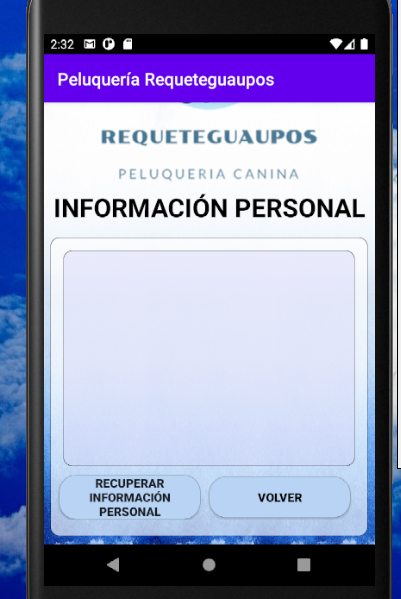 2:32
Peluquería Requeteguaupos
REQUETEGUAUPOS
PELUQUERIA CANINA
INFORMACIÓN PERSONAL
RECUPERAR
INFORMACIÓN
PERSONAL
VOLVER